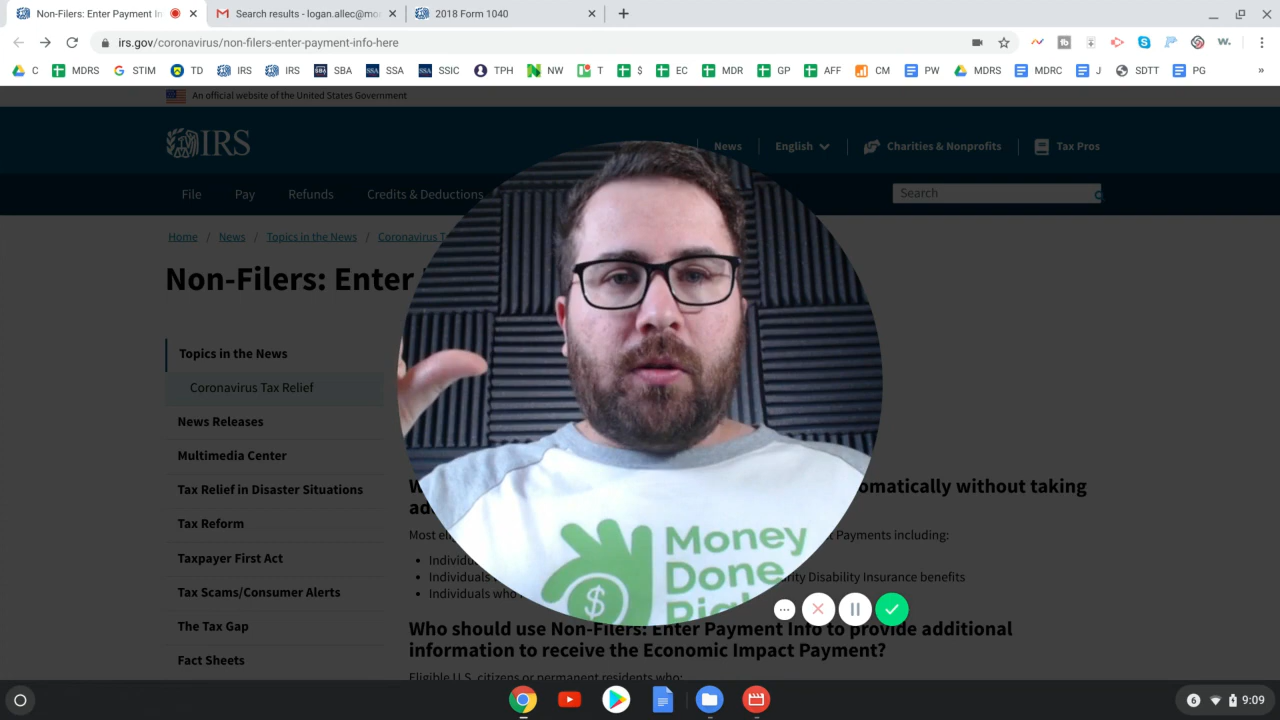 Non-Filers: Enter Payment In
Search results - logan.allec@mo
2018 Form 1040
irs.gov/coronavirus/non-filers-enter-payment-info-here
C MDRS STIM TD IRS IRS SBA SSA SSIC TPH NW T $ EC MDR GP AFF CM PW MDRS MDRC J SDTT PG »
An official website of the United States Government
IRS
News English Charities & Nonprofits Tax Pros
File Pay Refunds Credits & Deductions
Search
Home / News / Topics in the News / Coronavirus T
Non-Filers: Enter
Topics in the News
Coronavirus Tax Relief
News Releases
Multimedia Center
Tax Relief in Disaster Situations
Tax Reform
Taxpayer First Act
Tax Scams/Consumer Alerts
The Tax Gap
Fact Sheets
omatically without taking
ad
Most eli t Payments including:
Individu
Individuals rity Disability Insurance benefits
Individuals who
Who should use Non-Filers: Enter Payment Info to provide additional
information to receive the Economic Impact Payment?
Eligible U.S. citizens or permanent residents who:
Money
Done
$
6 9:09